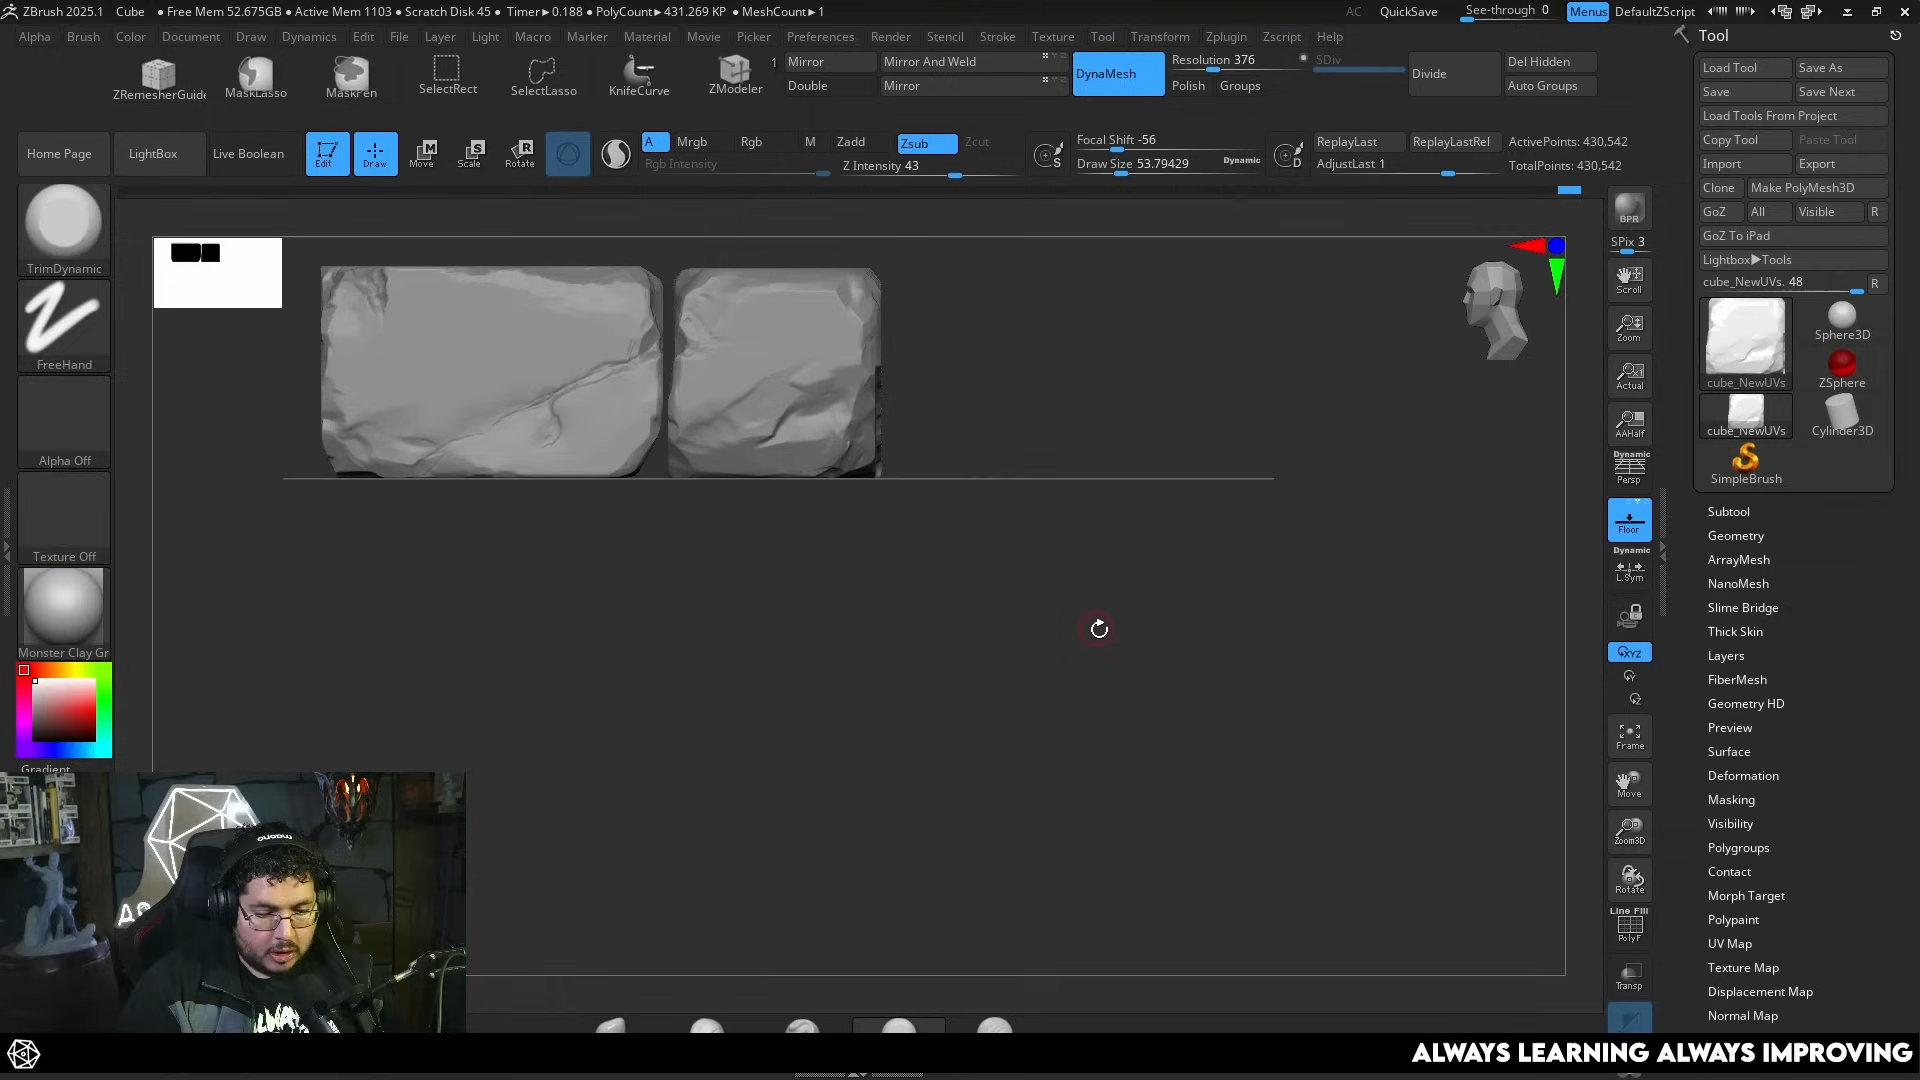 ZBrush 2025.1 Cube ● Free Mem 52.675GB ● Active Mem 1103 ● Scratch Disk 45 ● Timer►0.188 ● PolyCount►431.269 KP ● MeshCount►1 AC QuickSave See-through 0 Menus DefaultZScript
Alpha Brush Color Document Draw Dynamics Edit File Layer Light Macro Marker Material Movie Picker Preferences Render Stencil Stroke Texture Tool Transform Zplugin Zscript Help
ZRemesherGuide MaskLasso MaskPen SelectRect SelectLasso KnifeCurve ZModeler
1 Mirror Mirror And Weld DynaMesh Resolution 376 SDiv Divide Del Hidden
Double Mirror Polish Groups Auto Groups
Home Page LightBox Live Boolean Edit Draw Move Scale Rotate
M S R
A Mrgb Rgb M Zadd Zsub Zcut Focal Shift -56 ReplayLast ReplayLastRel ActivePoints: 430,542
Rgb Intensity Z Intensity 43 S Draw Size 53.79429 Dynamic D AdjustLast 1 TotalPoints: 430,542
TrimDynamic
FreeHand
Alpha Off
Texture Off
Monster Clay Gr
Gradient
BPR
SPix 3
Scroll
Zoom
Actual
AAHalf
Dynamic
Persp
Floor
Dynamic
L.Sym
XYZ
Y
Z
Frame
Move
Zoom3D
Rotate
Line Fill
PolyF
Transp
Tool
Load Tool Save As
Save Save Next
Load Tools From Project
Copy Tool Paste Tool
Import Export
Clone Make PolyMesh3D
GoZ All Visible R
GoZ To iPad
Lightbox►Tools
cube_NewUVs. 48 R
cube_NewUVs Sphere3D
ZSphere
cube_NewUVs Cylinder3D
SimpleBrush
Subtool
Geometry
ArrayMesh
NanoMesh
Slime Bridge
Thick Skin
Layers
FiberMesh
Geometry HD
Preview
Surface
Deformation
Masking
Visibility
Polygroups
Contact
Morph Target
Polypaint
UV Map
Texture Map
Displacement Map
Normal Map
ALWAYS LEARNING ALWAYS IMPROVING